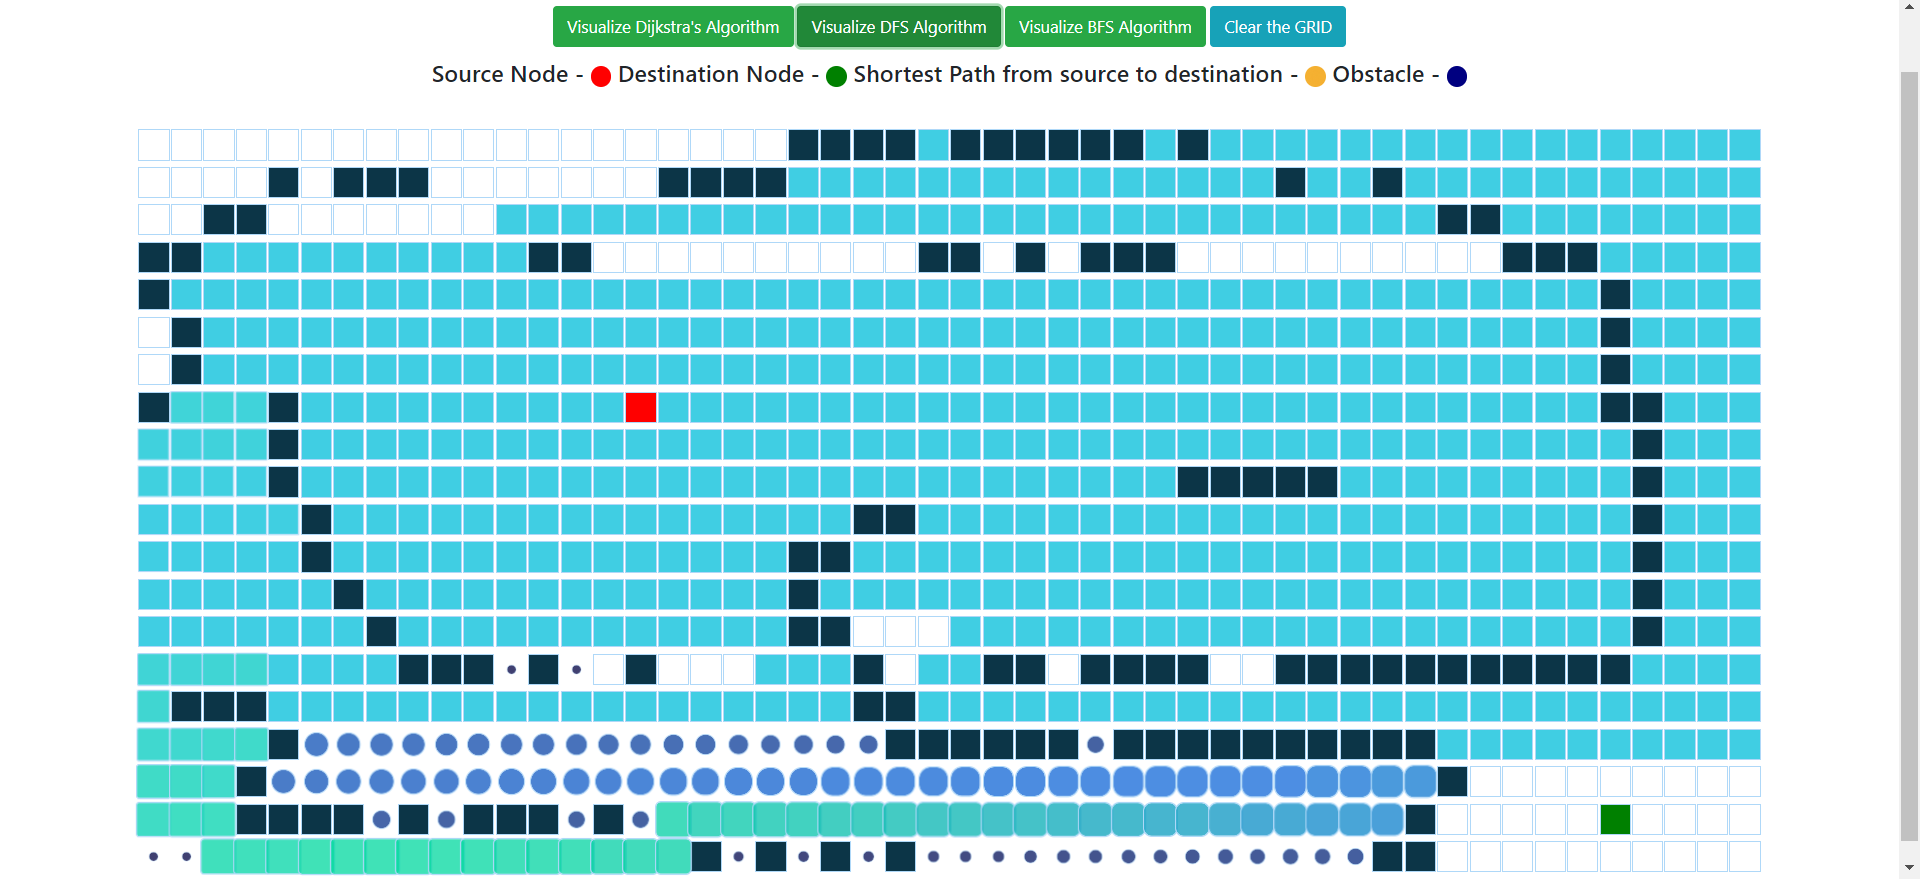 Visualize Dijkstra's Algorithm Visualize DFS Algorithm Visualize BFS Algorithm Clear the GRID
Source Node - Destination Node - Shortest Path from source to destination - Obstacle -